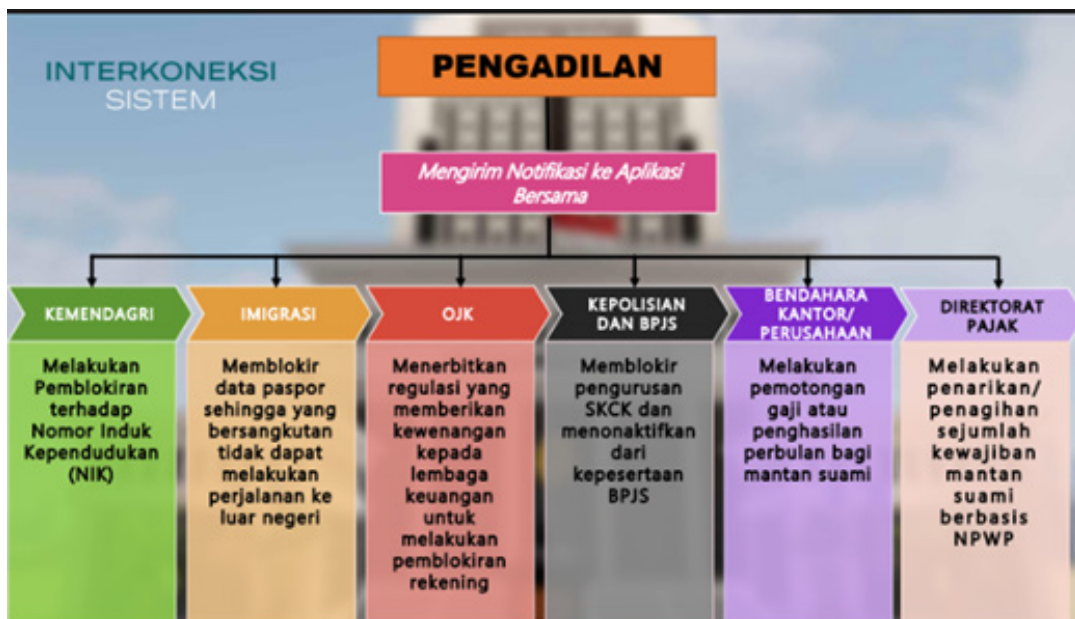 INTERKONEKSI
SISTEM
PENGADILAN
Mengirim Notifikasi ke Aplikasi
Bersama
KEMENDAGRI
Melakukan
Pemblokiran
terhadap
Nomor Induk
Kependudukan
(NIK)
IMIGRASI
Memblokir
data paspor
sehingga yang
bersangkutan
tidak dapat
melakukan
perjalanan ke
luar negeri
OJK
Menerbitkan
regulasi yang
memberikan
kewenangan
kepada
lembaga
keuangan
untuk
melakukan
pemblokiran
rekening
KEPOLISIAN
DAN BPJS
Memblokir
pengurusan
SKCK dan
menonaktifkan
dari
kepesertaan
BPJS
BENDAHARA
KANTOR/
PERUSAHAAN
Melakukan
pemotongan
gaji atau
penghasilan
perbulan bagi
mantan suami
DIREKTORAT
PAJAK
Melakukan
penarikan/
penagihan
sejumlah
kewajiban
mantan
suami
berbasis
NPWP